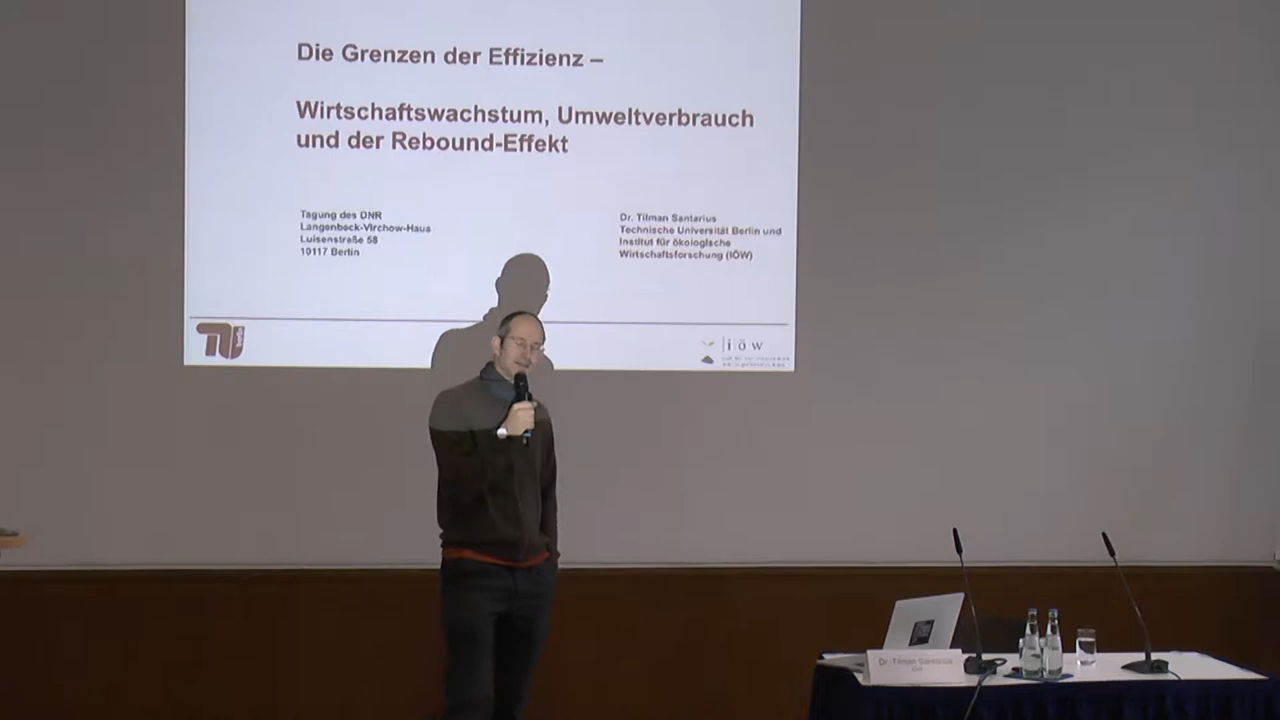 Die Grenzen der Effizienz –
Wirtschaftswachstum, Umweltverbrauch
und der Rebound-Effekt
Tagung des DNR
Langenbeck-Virchow-Haus
Luisenstraße 58
10117 Berlin
Dr. Tilman Santarius
Technische Universität Berlin und
Institut für ökologische
Wirtschaftsforschung (IÖW)
berlin
i ö w
Dr. Tilman Santarius